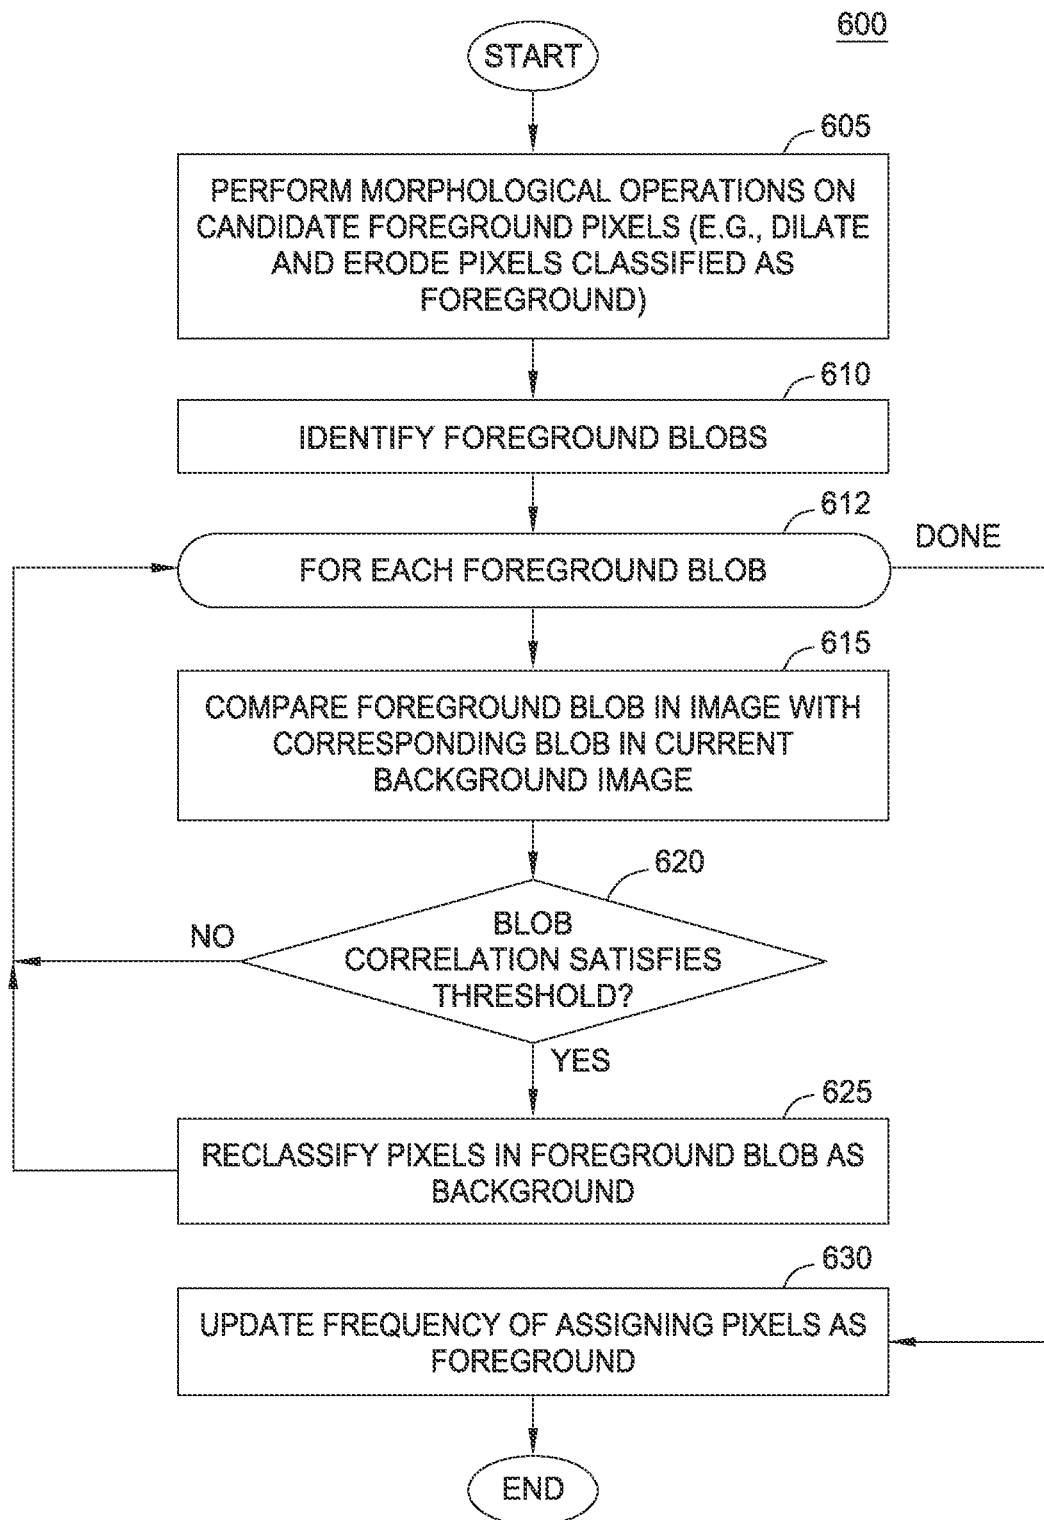 600
START
605
PERFORM MORPHOLOGICAL OPERATIONS ON
CANDIDATE FOREGROUND PIXELS (E.G., DILATE
AND ERODE PIXELS CLASSIFIED AS
FOREGROUND)
610
IDENTIFY FOREGROUND BLOBS
612
DONE
FOR EACH FOREGROUND BLOB
615
COMPARE FOREGROUND BLOB IN IMAGE WITH
CORRESPONDING BLOB IN CURRENT
BACKGROUND IMAGE
620
BLOB
CORRELATION SATISFIES
THRESHOLD?
NO
YES
625
RECLASSIFY PIXELS IN FOREGROUND BLOB AS
BACKGROUND
630
UPDATE FREQUENCY OF ASSIGNING PIXELS AS
FOREGROUND
END